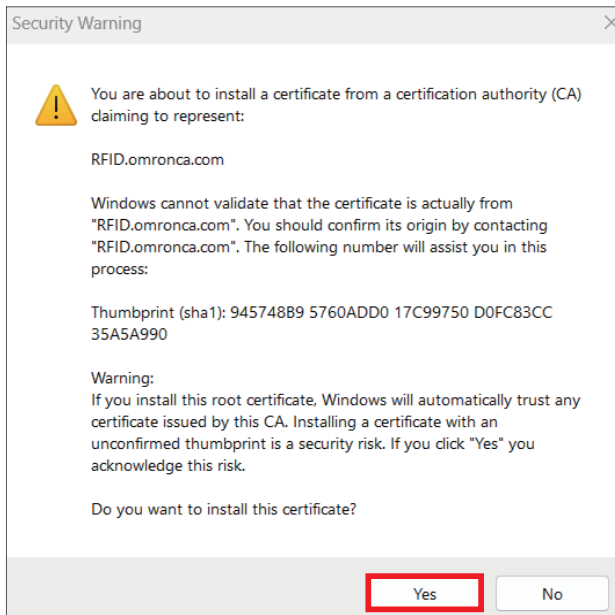 Security Warning
You are about to install a certificate from a certification authority (CA)
claiming to represent:
RFID.omronca.com
Windows cannot validate that the certificate is actually from
"RFID.omronca.com". You should confirm its origin by contacting
"RFID.omronca.com". The following number will assist you in this
process:
Thumbprint (sha1): 945748B9 5760ADD0 17C99750 D0FC83CC
35A5A990
Warning:
If you install this root certificate, Windows will automatically trust any
certificate issued by this CA. Installing a certificate with an
unconfirmed thumbprint is a security risk. If you click "Yes" you
acknowledge this risk.
Do you want to install this certificate?
Yes
No